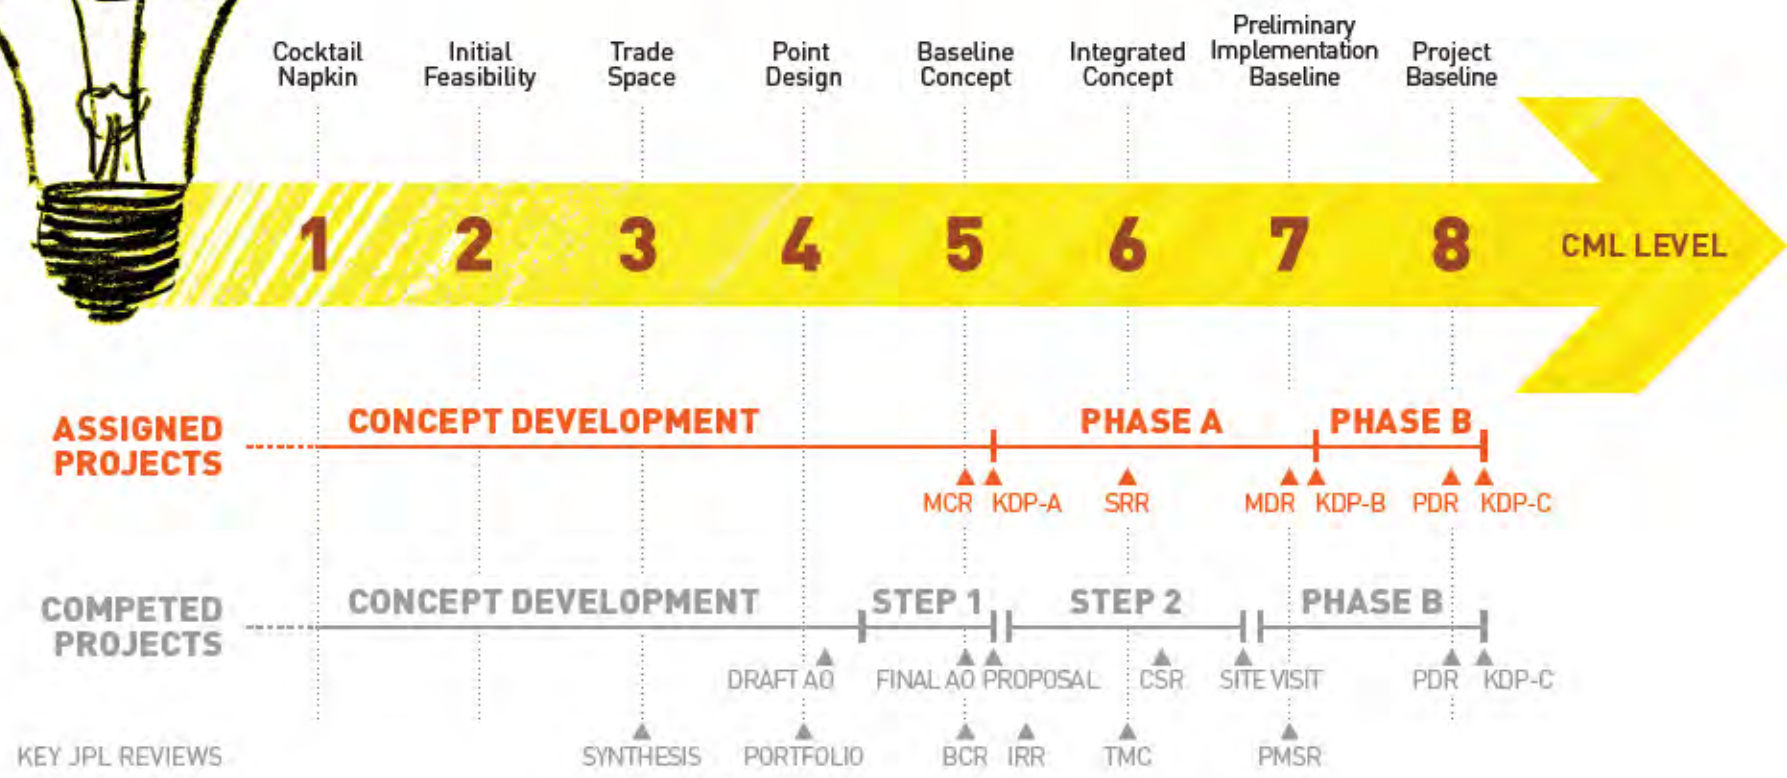 Cocktail Napkin
Initial Feasibility
Trade Space
Point Design
Baseline Concept
Integrated Concept
Preliminary Implementation Baseline
Project Baseline
1 2 3 4 5 6 7 8 CML LEVEL
ASSIGNED PROJECTS
CONCEPT DEVELOPMENT PHASE A PHASE B
MCR KDP-A SRR MDR KDP-B PDR KDP-C
COMPETED PROJECTS
CONCEPT DEVELOPMENT STEP 1 STEP 2 PHASE B
DRAFT AO FINAL AO PROPOSAL CSR SITE VISIT PDR KDP-C
KEY JPL REVIEWS SYNTHESIS PORTFOLIO BCR IRR TMC PMSR